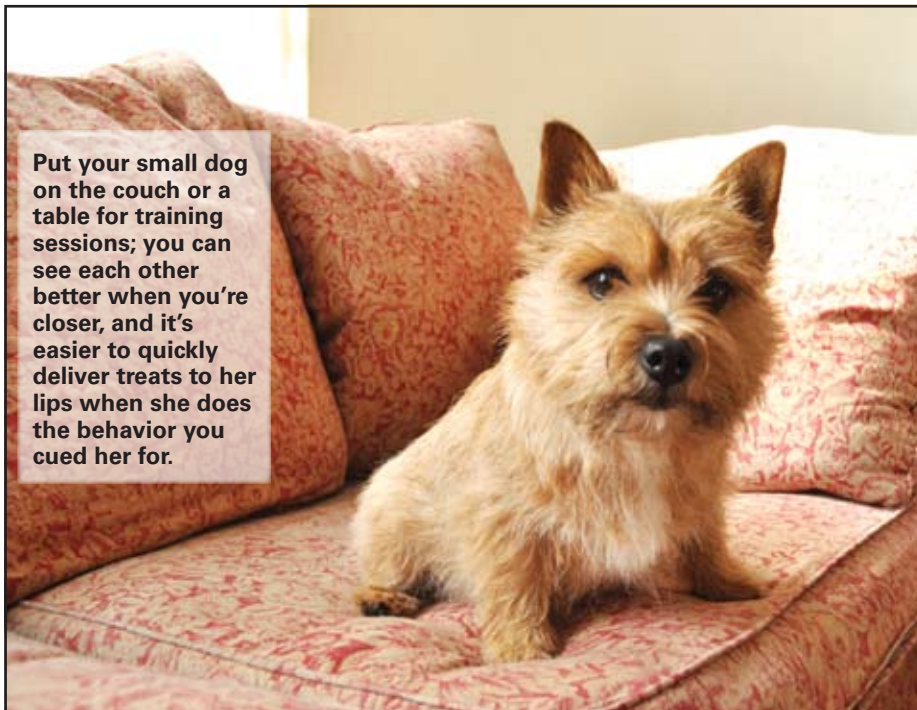 Put your small dog
on the couch or a
table for training
sessions; you can
see each other
better when you're
closer, and it's
easier to quickly
deliver treats to her
lips when she does
the behavior you
cued her for.